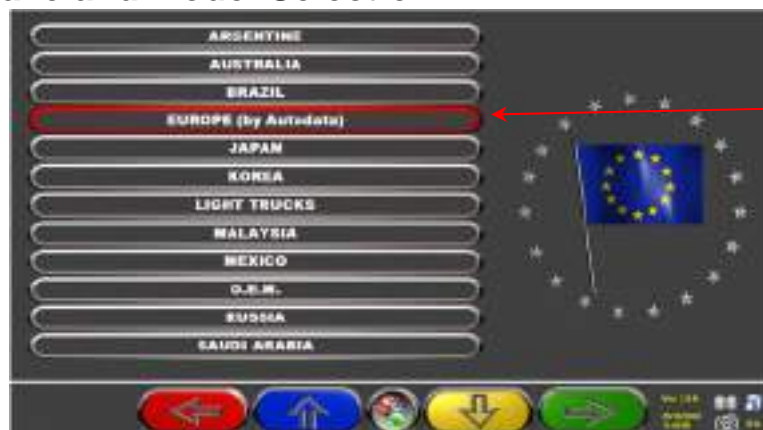 ARGENTINE
AUSTRALIA
BRAZIL
EUROPE (by Autodata)
JAPAN
KOREA
LIGHT TRUCKS
MALAYSIA
MEXICO
O.E.M.
RUSSIA
SAUDI ARABIA